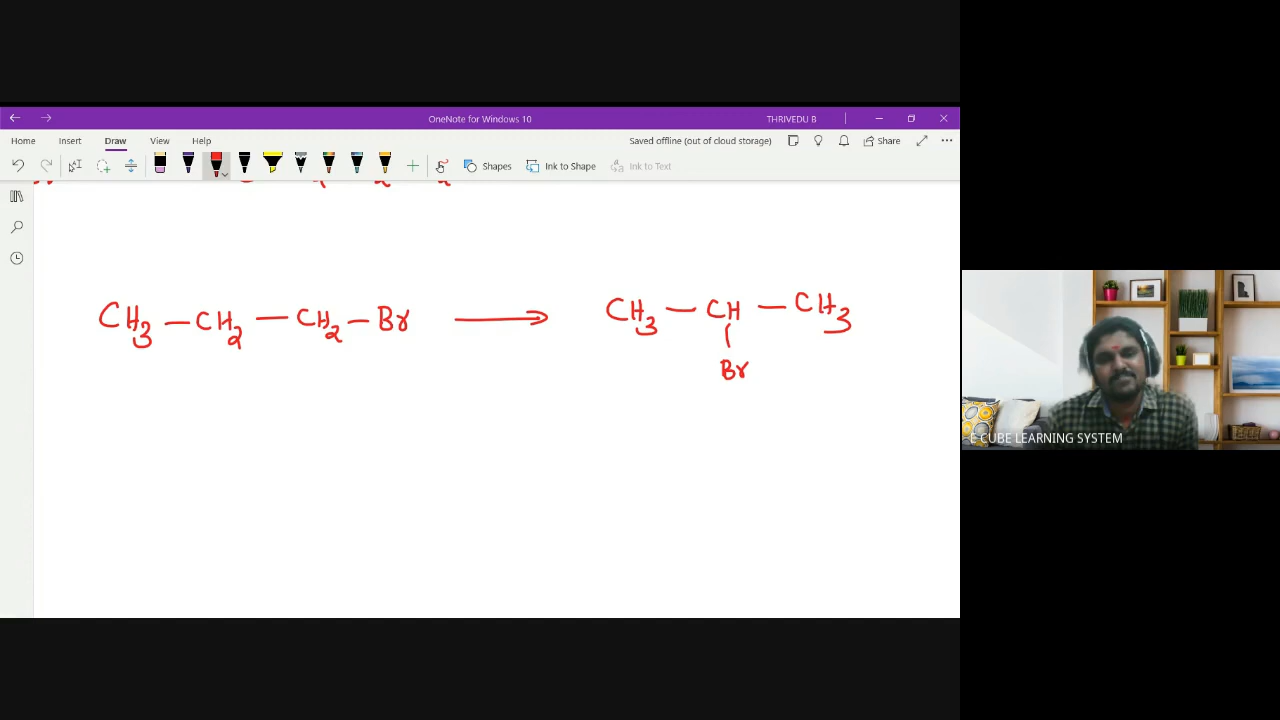 OneNote for Windows 10
THRIVEDU B
Home Insert Draw View Help
Saved offline (out of cloud storage)
Share
Shapes
Ink to Shape
Ink to Text
CH3 — CH2 — CH2 — Br ⟶ CH3 — CH — CH3
Br
E CUBE LEARNING SYSTEM